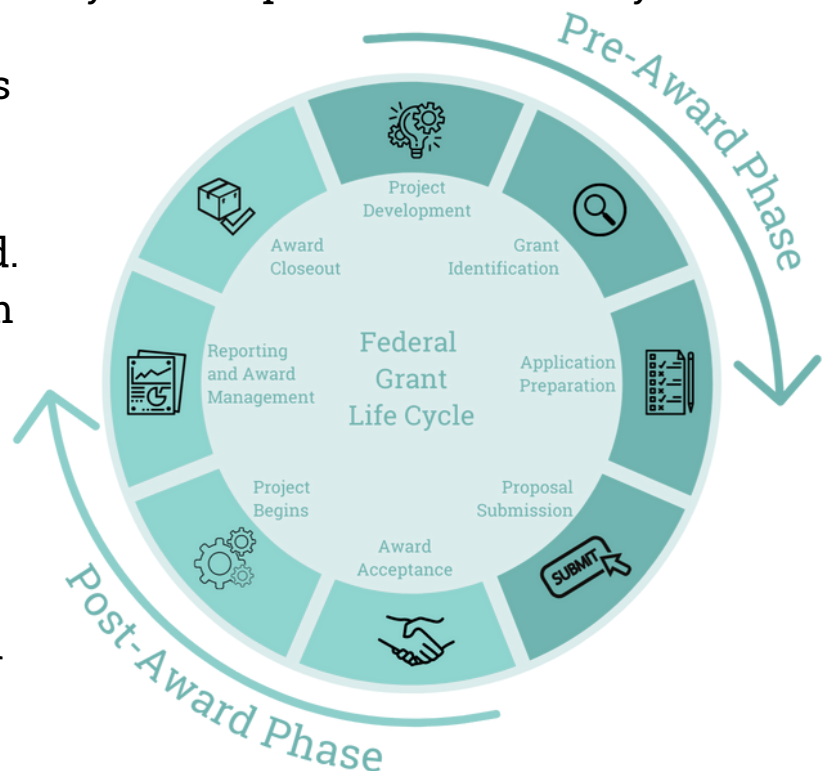 Pre-Award Phase
Project
Development
Grant
Identification
Application
Preparation
Proposal
Submission
SUBMIT
Award
Acceptance
Project
Begins
Reporting
and Award
Management
Award
Closeout
Federal
Grant
Life Cycle
Post-Award Phase